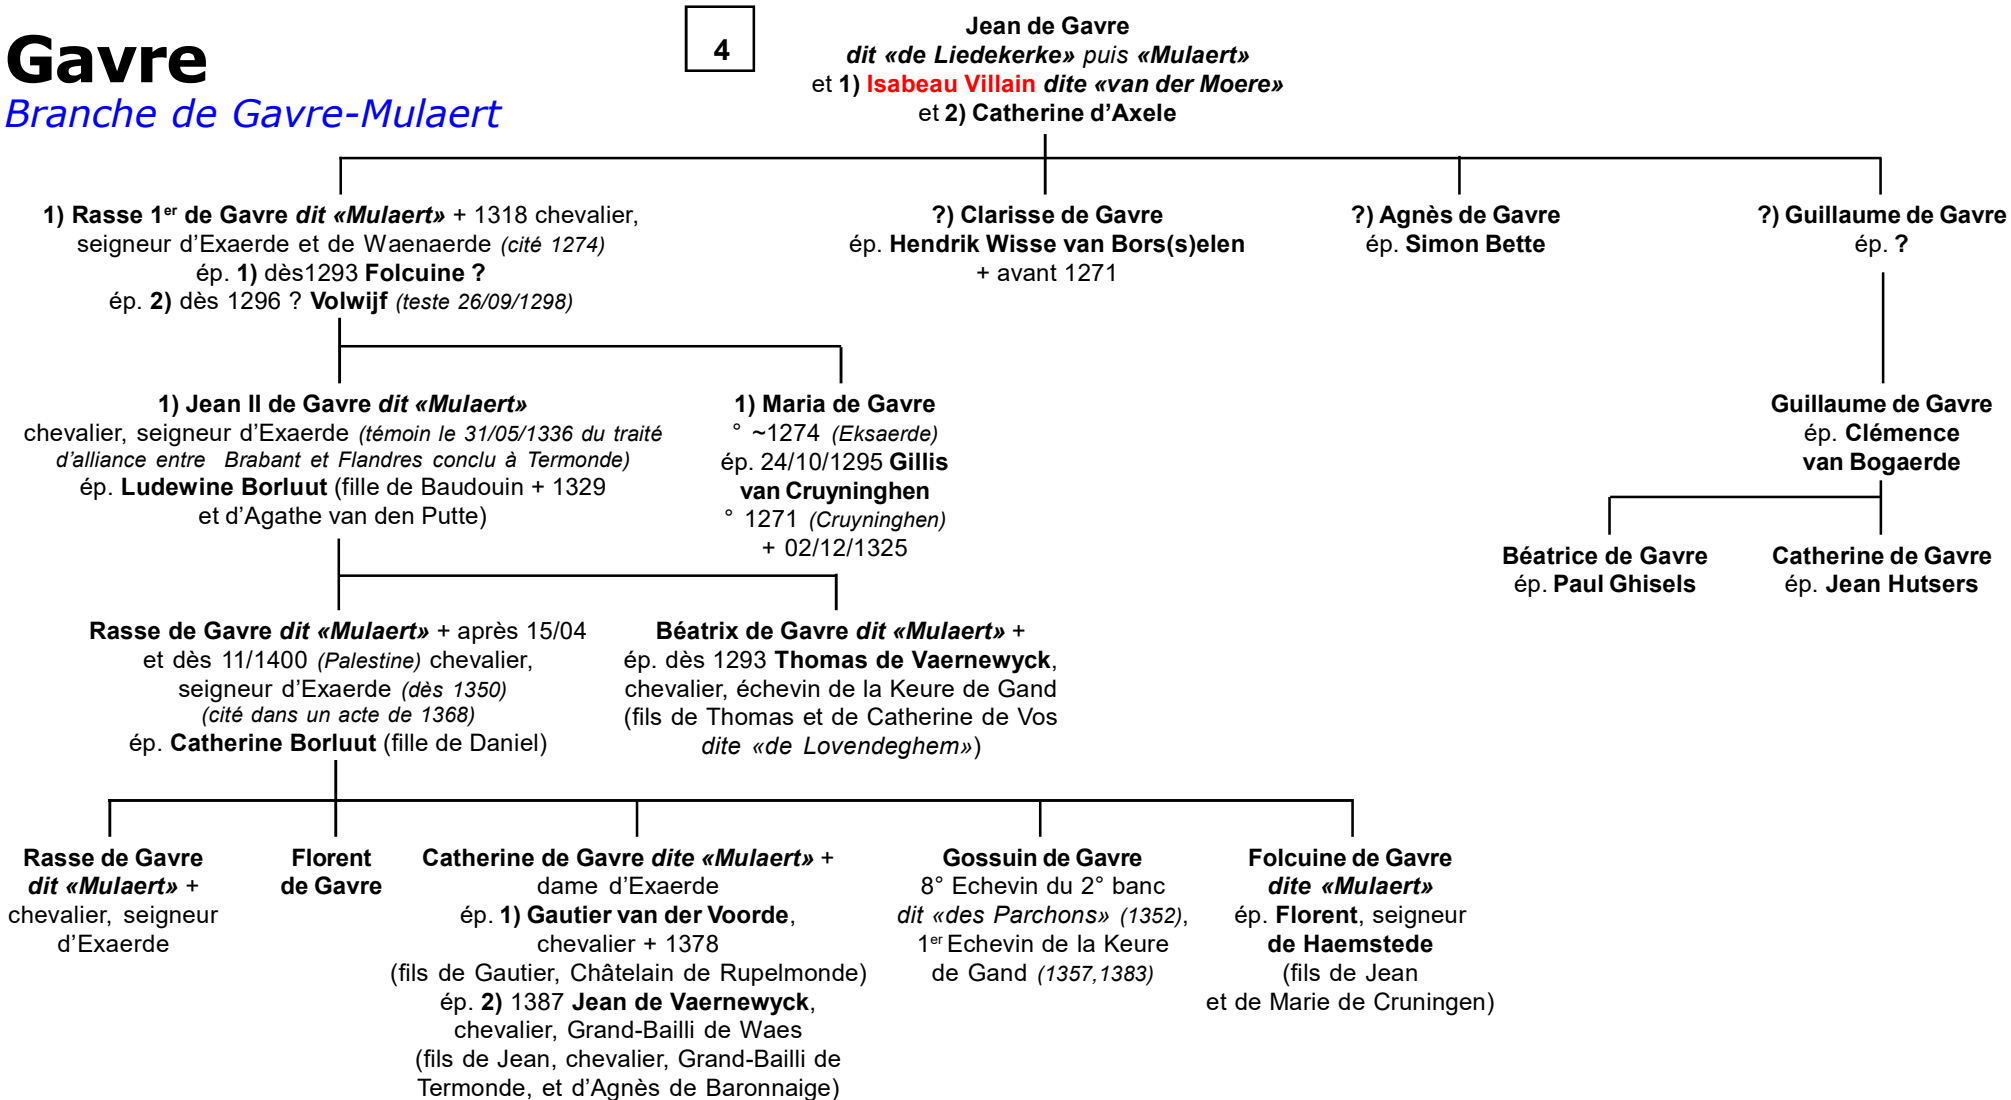 Gavre
Branche de Gavre-Mulaert
4
Jean de Gavre
dit «de Liedekerke» puis «Mulaert»
et 1) Isabeau Villain dite «van der Moere»
et 2) Catherine d’Axele
1) Rasse 1er de Gavre dit «Mulaert» + 1318 chevalier,
seigneur d’Exaerde et de Waenaerde (cité 1274)
ép. 1) dès1293 Folcuine ?
ép. 2) dès 1296 ? Volwijf (teste 26/09/1298)
?) Clarisse de Gavre
ép. Hendrik Wisse van Bors(s)elen
+ avant 1271
?) Agnès de Gavre
ép. Simon Bette
?) Guillaume de Gavre
ép. ?
1) Jean II de Gavre dit «Mulaert»
chevalier, seigneur d’Exaerde (témoin le 31/05/1336 du traité
d’alliance entre Brabant et Flandres conclu à Termonde)
ép. Ludewine Borluut (fille de Baudouin + 1329
et d’Agathe van den Putte)
1) Maria de Gavre
° ~1274 (Eksaerde)
ép. 24/10/1295 Gillis
van Cruyninghen
° 1271 (Cruyninghen)
+ 02/12/1325
Guillaume de Gavre
ép. Clémence
van Bogaerde
Béatrice de Gavre
ép. Paul Ghisels
Catherine de Gavre
ép. Jean Hutsers
Rasse de Gavre dit «Mulaert» + après 15/04
et dès 11/1400 (Palestine) chevalier,
seigneur d’Exaerde (dès 1350)
(cité dans un acte de 1368)
ép. Catherine Borluut (fille de Daniel)
Béatrix de Gavre dit «Mulaert» +
ép. dès 1293 Thomas de Vaernewyck,
chevalier, échevin de la Keure de Gand
(fils de Thomas et de Catherine de Vos
dite «de Lovendeghem»)
Rasse de Gavre
dit «Mulaert» +
chevalier, seigneur
d’Exaerde
Florent
de Gavre
Catherine de Gavre dite «Mulaert» +
dame d’Exaerde
ép. 1) Gautier van der Voorde,
chevalier + 1378
(fils de Gautier, Châtelain de Rupelmonde)
ép. 2) 1387 Jean de Vaernewyck,
chevalier, Grand-Bailli de Waes
(fils de Jean, chevalier, Grand-Bailli de
Termonde, et d’Agnès de Baronnaige)
Gossuin de Gavre
8° Echevin du 2° banc
dit «des Parchons» (1352),
1er Echevin de la Keure
de Gand (1357,1383)
Folcuine de Gavre
dite «Mulaert»
ép. Florent, seigneur
de Haemstede
(fils de Jean
et de Marie de Cruningen)